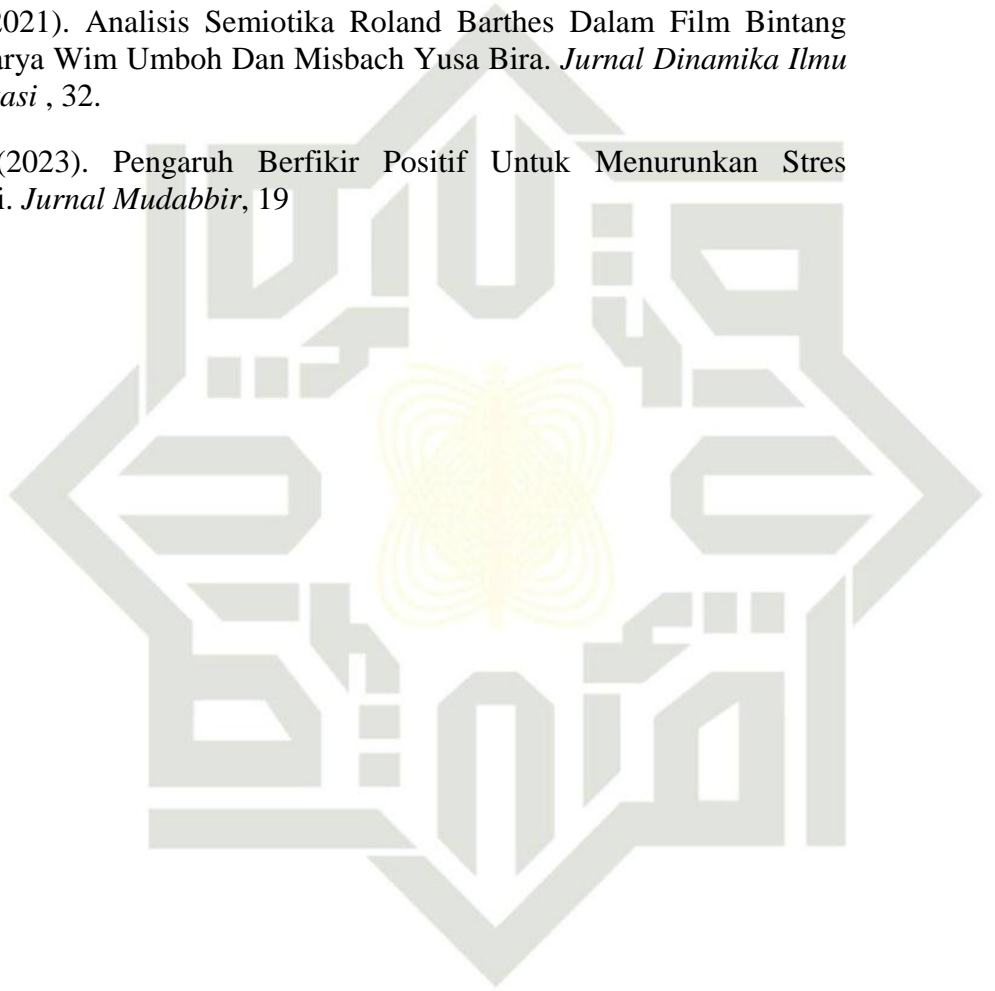 2021). Analisis Semiotika Roland Barthes Dalam Film Bintang
arya Wim Umboh Dan Misbach Yusa Bira. Jurnal Dinamika Ilmu
asi , 32.
(2023). Pengaruh Berfikir Positif Untuk Menurunkan Stres
i. Jurnal Mudabbir, 19